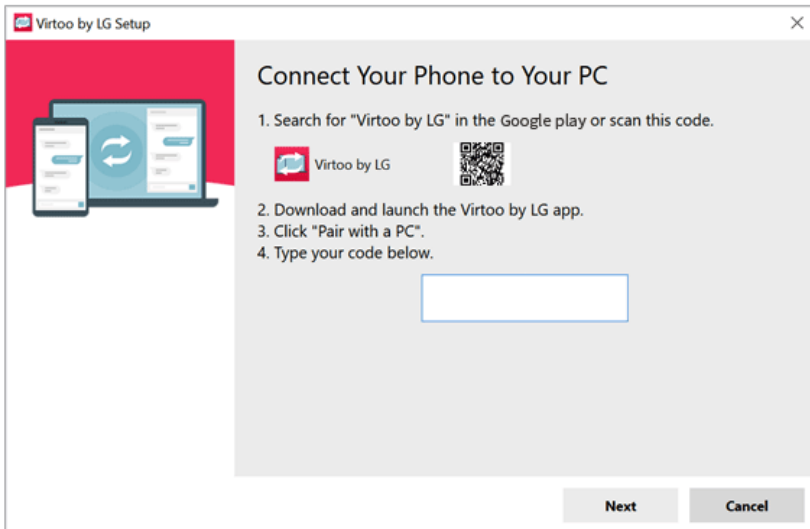 Virtoo by LG Setup
Connect Your Phone to Your PC
1. Search for "Virtoo by LG" in the Google play or scan this code.
Virtoo by LG
2. Download and launch the Virtoo by LG app.
3. Click "Pair with a PC".
4. Type your code below.
Next
Cancel